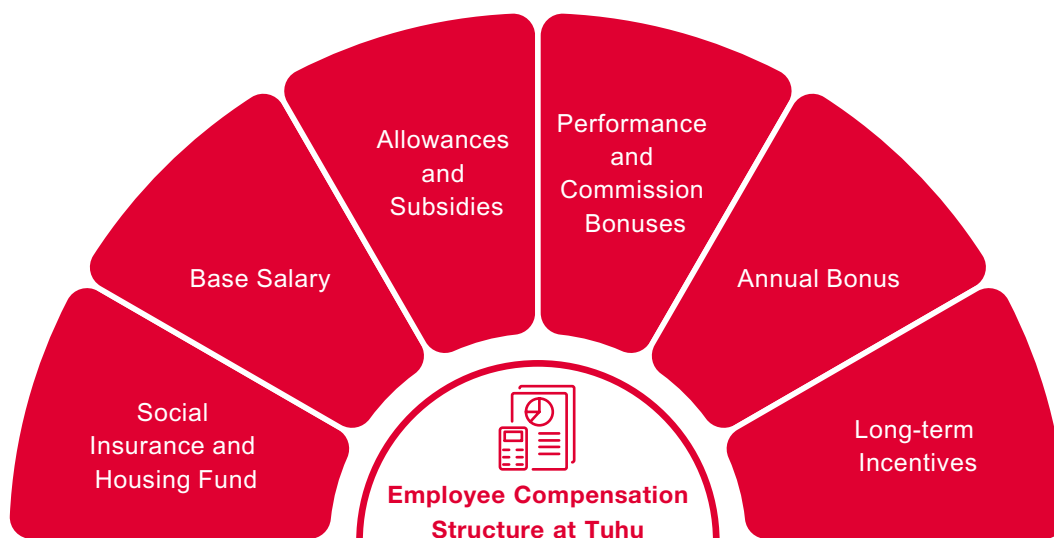 Social
Insurance and
Housing Fund
Base Salary
Allowances
and
Subsidies
Performance
and
Commission
Bonuses
Annual Bonus
Long-term
Incentives
Employee Compensation
Structure at Tuhu